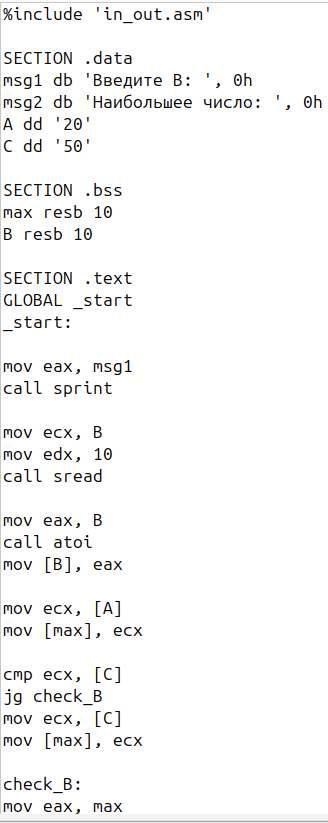 %include 'in_out.asm'
SECTION .data
msg1 db 'Введите B: ', 0h
msg2 db 'Наибольшее число: ', 0h
A dd '20'
C dd '50'
SECTION .bss
max resb 10
B resb 10
SECTION .text
GLOBAL _start
_start:
mov eax, msg1
call sprint
mov ecx, B
mov edx, 10
call sread
mov eax, B
call atoi
mov [B], eax
mov ecx, [A]
mov [max], ecx
cmp ecx, [C]
jg check_B
mov ecx, [C]
mov [max], ecx
check_B:
mov eax, max